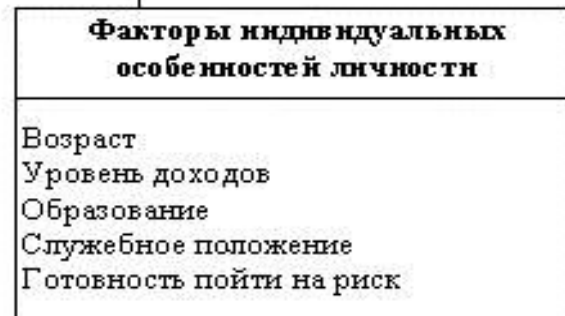 Факторы индивидуальных
особенностей личности
Возраст
Уровень доходов
Образование
Служебное положение
Готовность пойти на риск